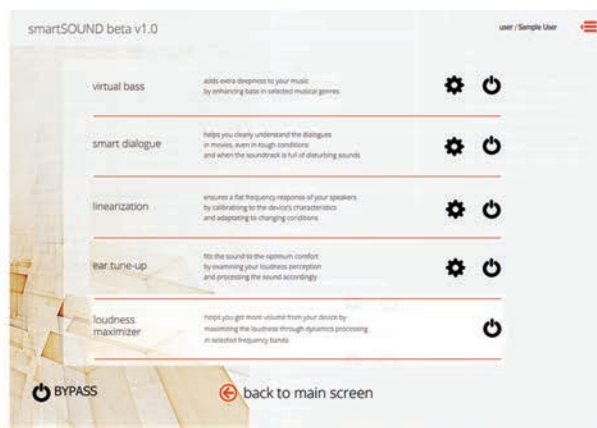 smartSOUND beta v1.0
user / Sample User
virtual bass
adds extra deepness to your music
by enhancing bass in selected musical genres
smart dialogue
helps you clearly understand the dialogues
in movies, even in tough conditions
and when the soundtrack is full of disturbing sounds
linearization
ensures a flat frequency response of your speakers
by calibrationg to the device's characteristics
and adaptating to changing conditions
ear tune-up
fits the sound to the optimum comfort
by examining your loudness perception
and processing the sound accordingly
loudness
maximizer
helps you get more volume from your device by
maximizing the loudness through dynamics processing
in selected frequency bands
BYPASS
back to main screen